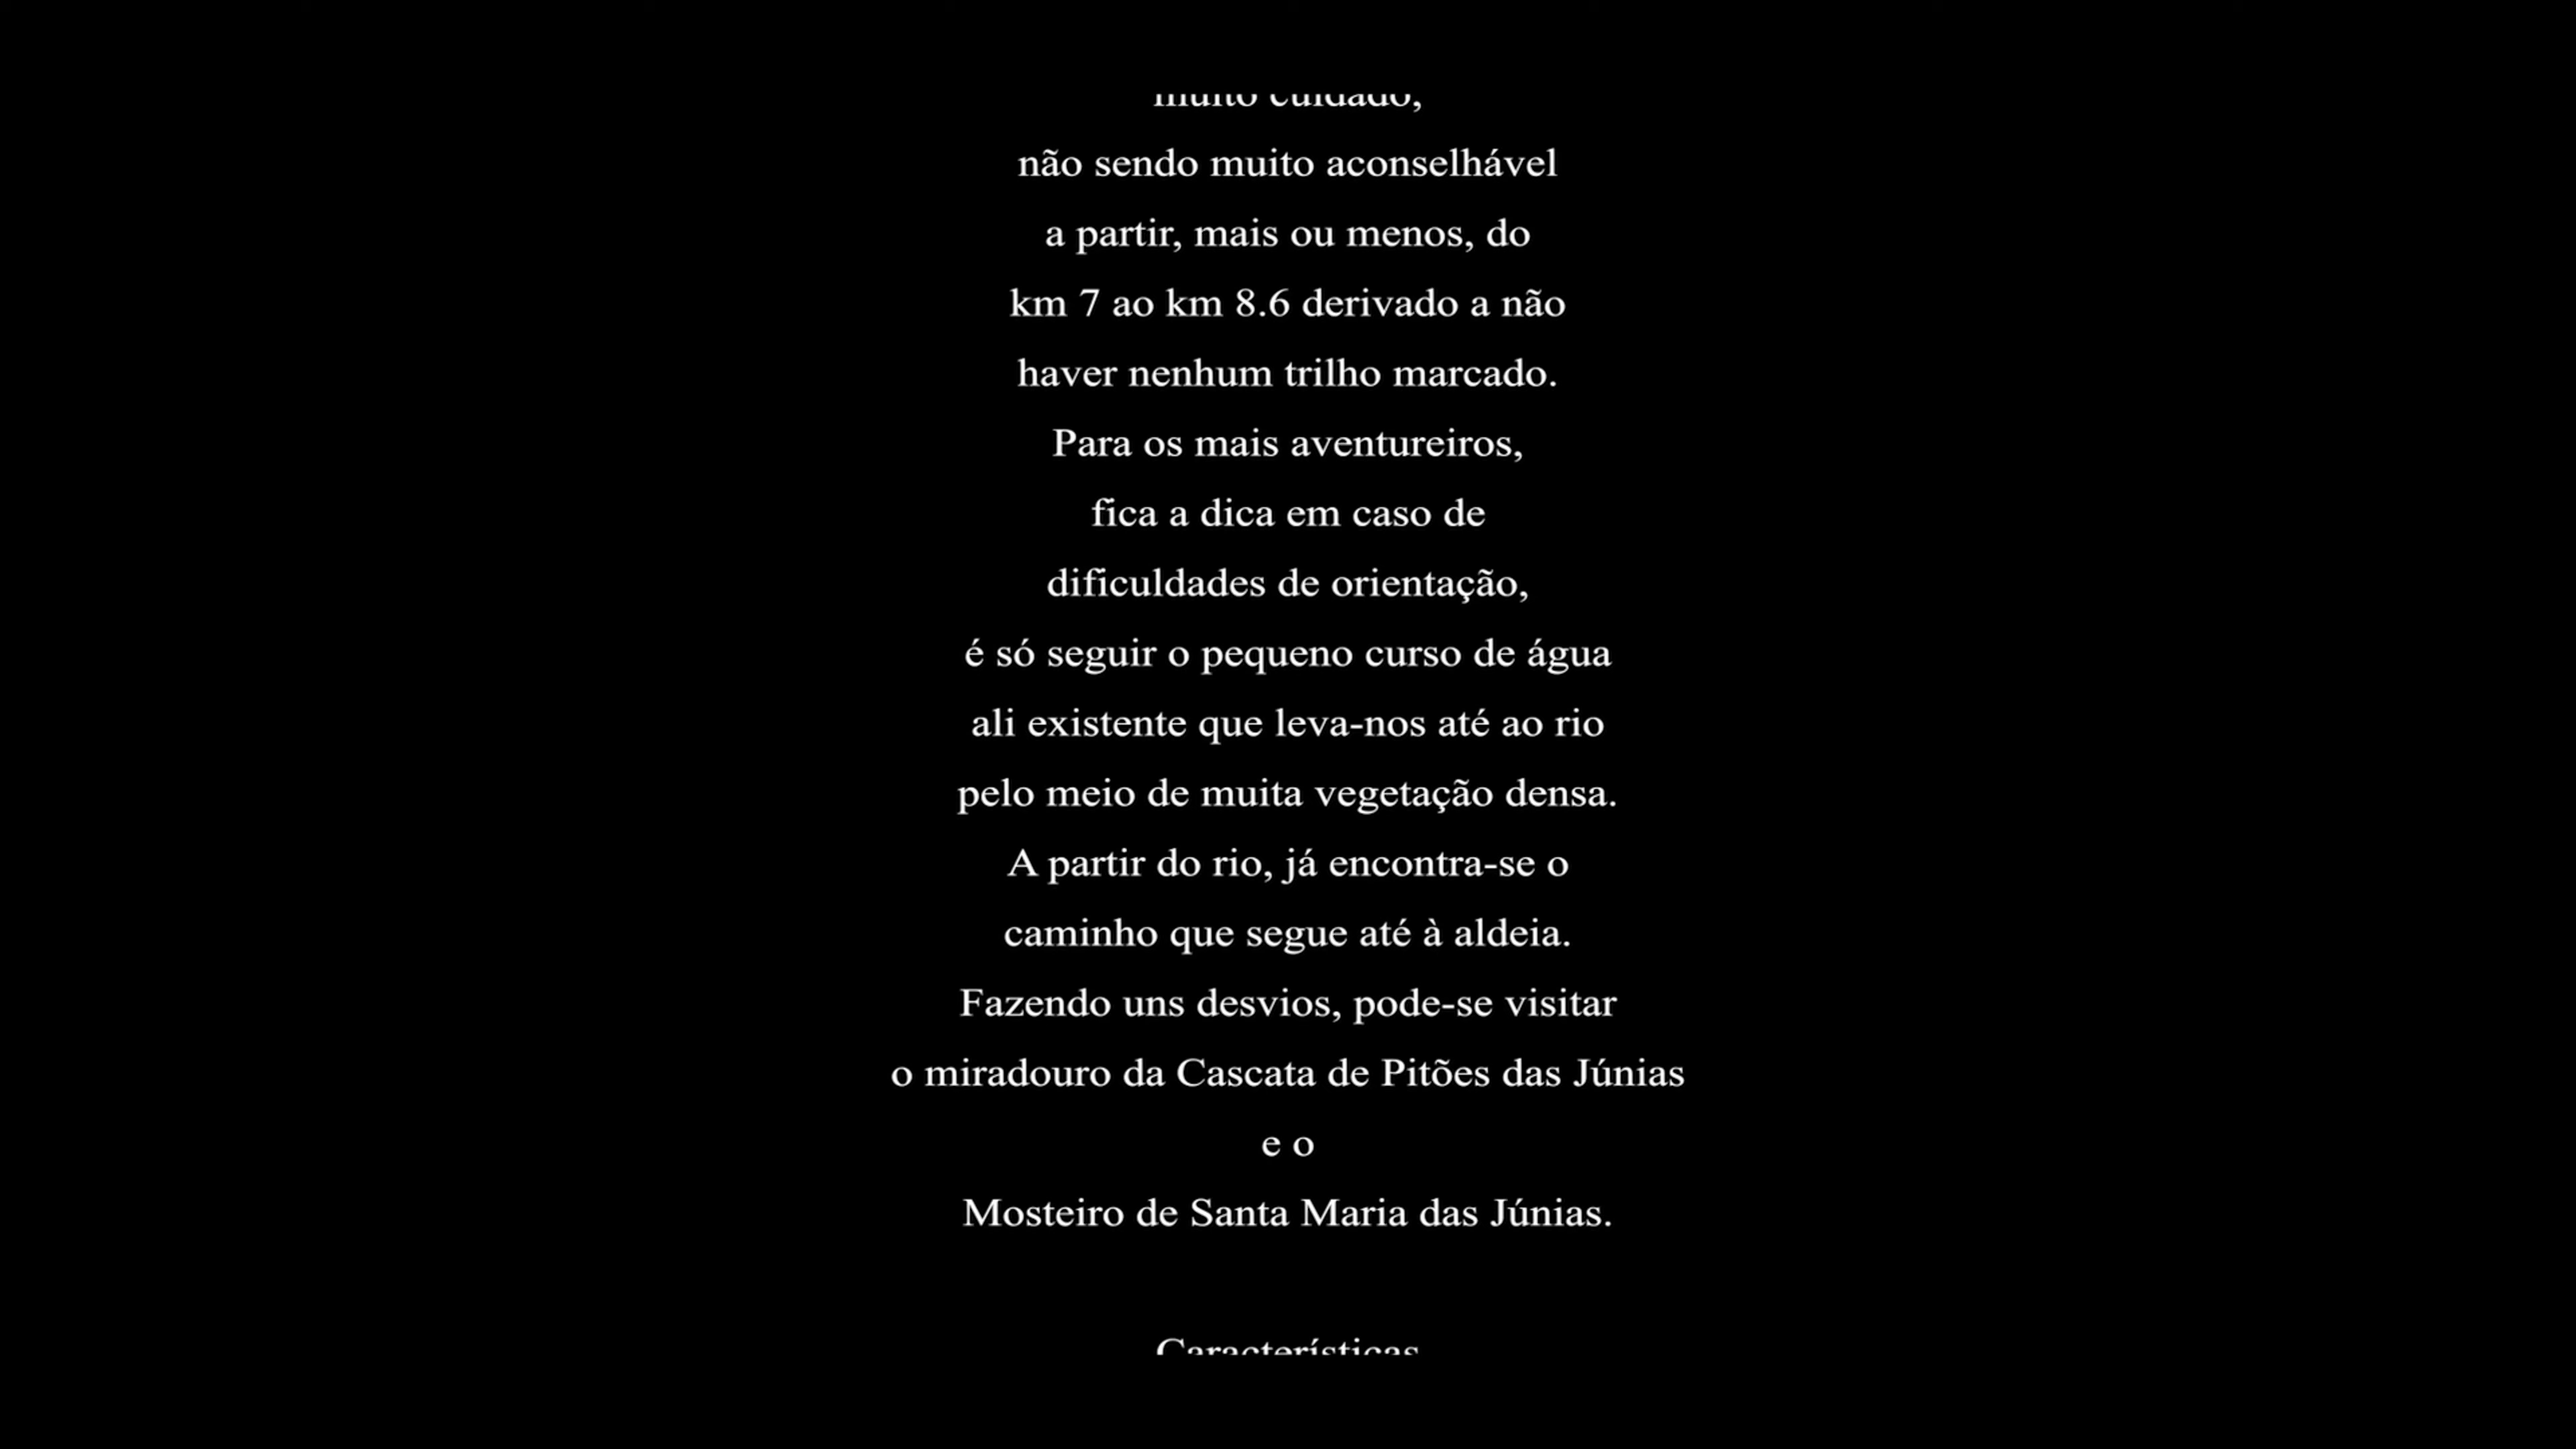 muito cuidado,
não sendo muito aconselhável
a partir, mais ou menos, do
km 7 ao km 8.6 derivado a não
haver nenhum trilho marcado.
Para os mais aventureiros,
fica a dica em caso de
dificuldades de orientação,
é só seguir o pequeno curso de água
ali existente que leva-nos até ao rio
pelo meio de muita vegetação densa.
A partir do rio, já encontra-se o
caminho que segue até à aldeia.
Fazendo uns desvios, pode-se visitar
o miradouro da Cascata de Pitões das Júnias
e o
Mosteiro de Santa Maria das Júnias.
Características